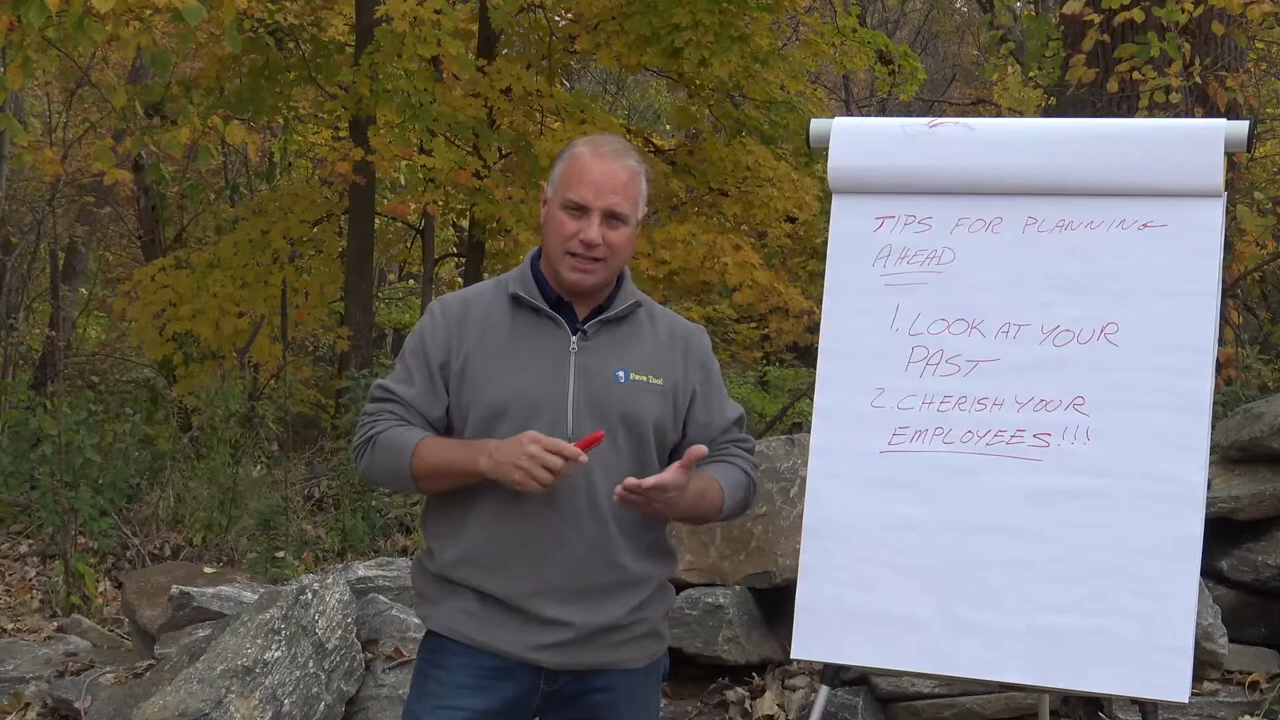 TIPS FOR PLANNING
AHEAD
1. LOOK AT YOUR
PAST
2. CHERISH YOUR
EMPLOYEES!!!
Pave Tool